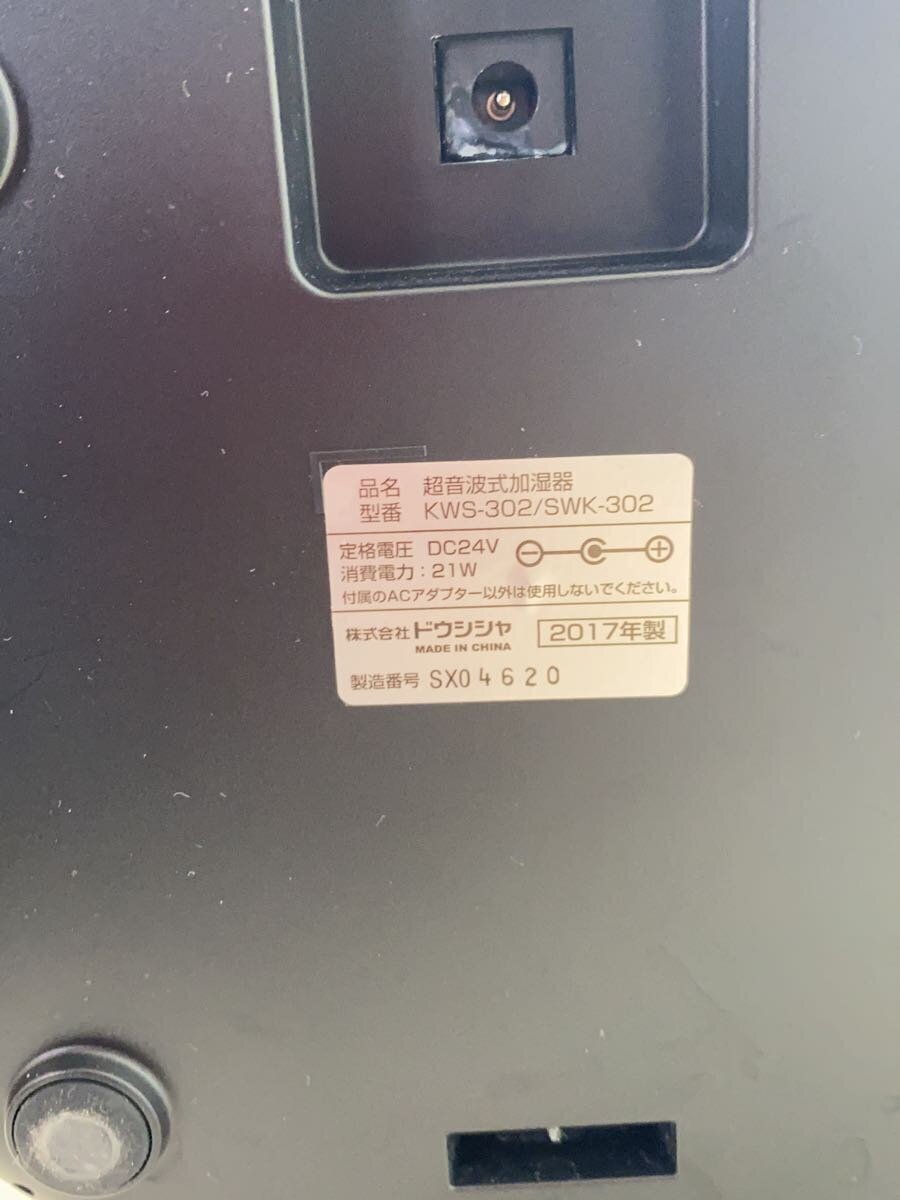 品名 超音波式加湿器
型番 KWS-302/SWK-302
定格電圧 DC24V
消費電力：21W
付属のACアダプター以外は使用しないでください。
株式会社ドウシシャ 2017年製
MADE IN CHINA
製造番号 SX04620